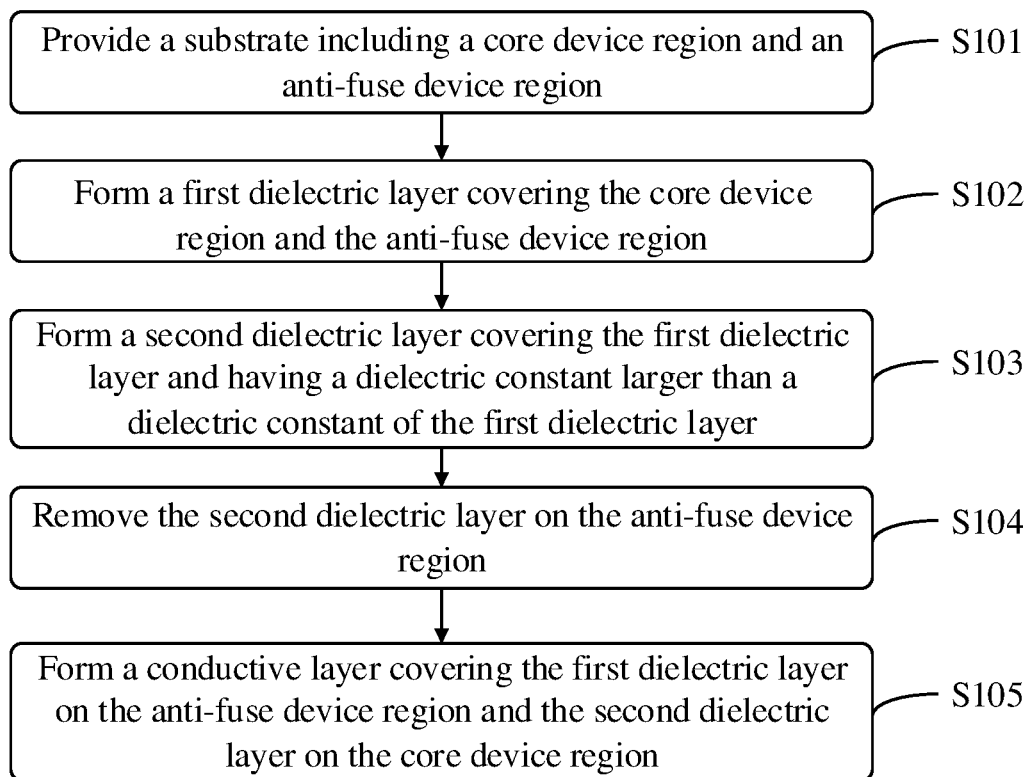 Provide a substrate including a core device region and an
anti-fuse device region
S101
Form a first dielectric layer covering the core device
region and the anti-fuse device region
S102
Form a second dielectric layer covering the first dielectric
layer and having a dielectric constant larger than a
dielectric constant of the first dielectric layer
S103
Remove the second dielectric layer on the anti-fuse device
region
S104
Form a conductive layer covering the first dielectric layer
on the anti-fuse device region and the second dielectric
layer on the core device region
S105